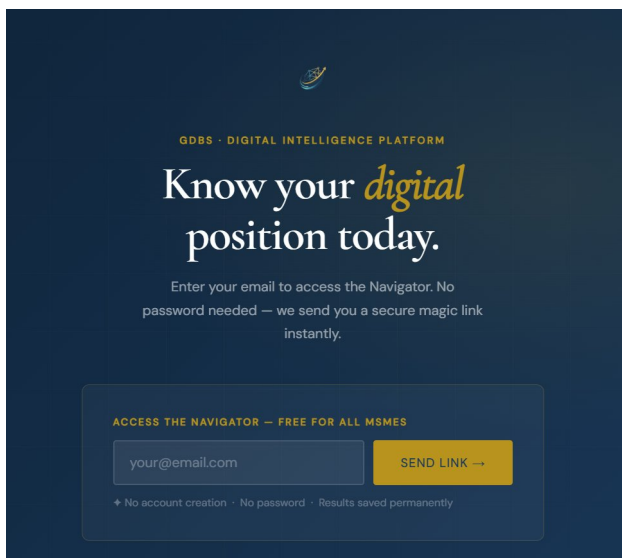 GDBS · DIGITAL INTELLIGENCE PLATFORM
Know your digital
position today.
Enter your email to access the Navigator. No
password needed — we send you a secure magic link
instantly.
ACCESS THE NAVIGATOR — FREE FOR ALL MSMES
your@email.com
SEND LINK →
✦ No account creation · No password · Results saved permanently